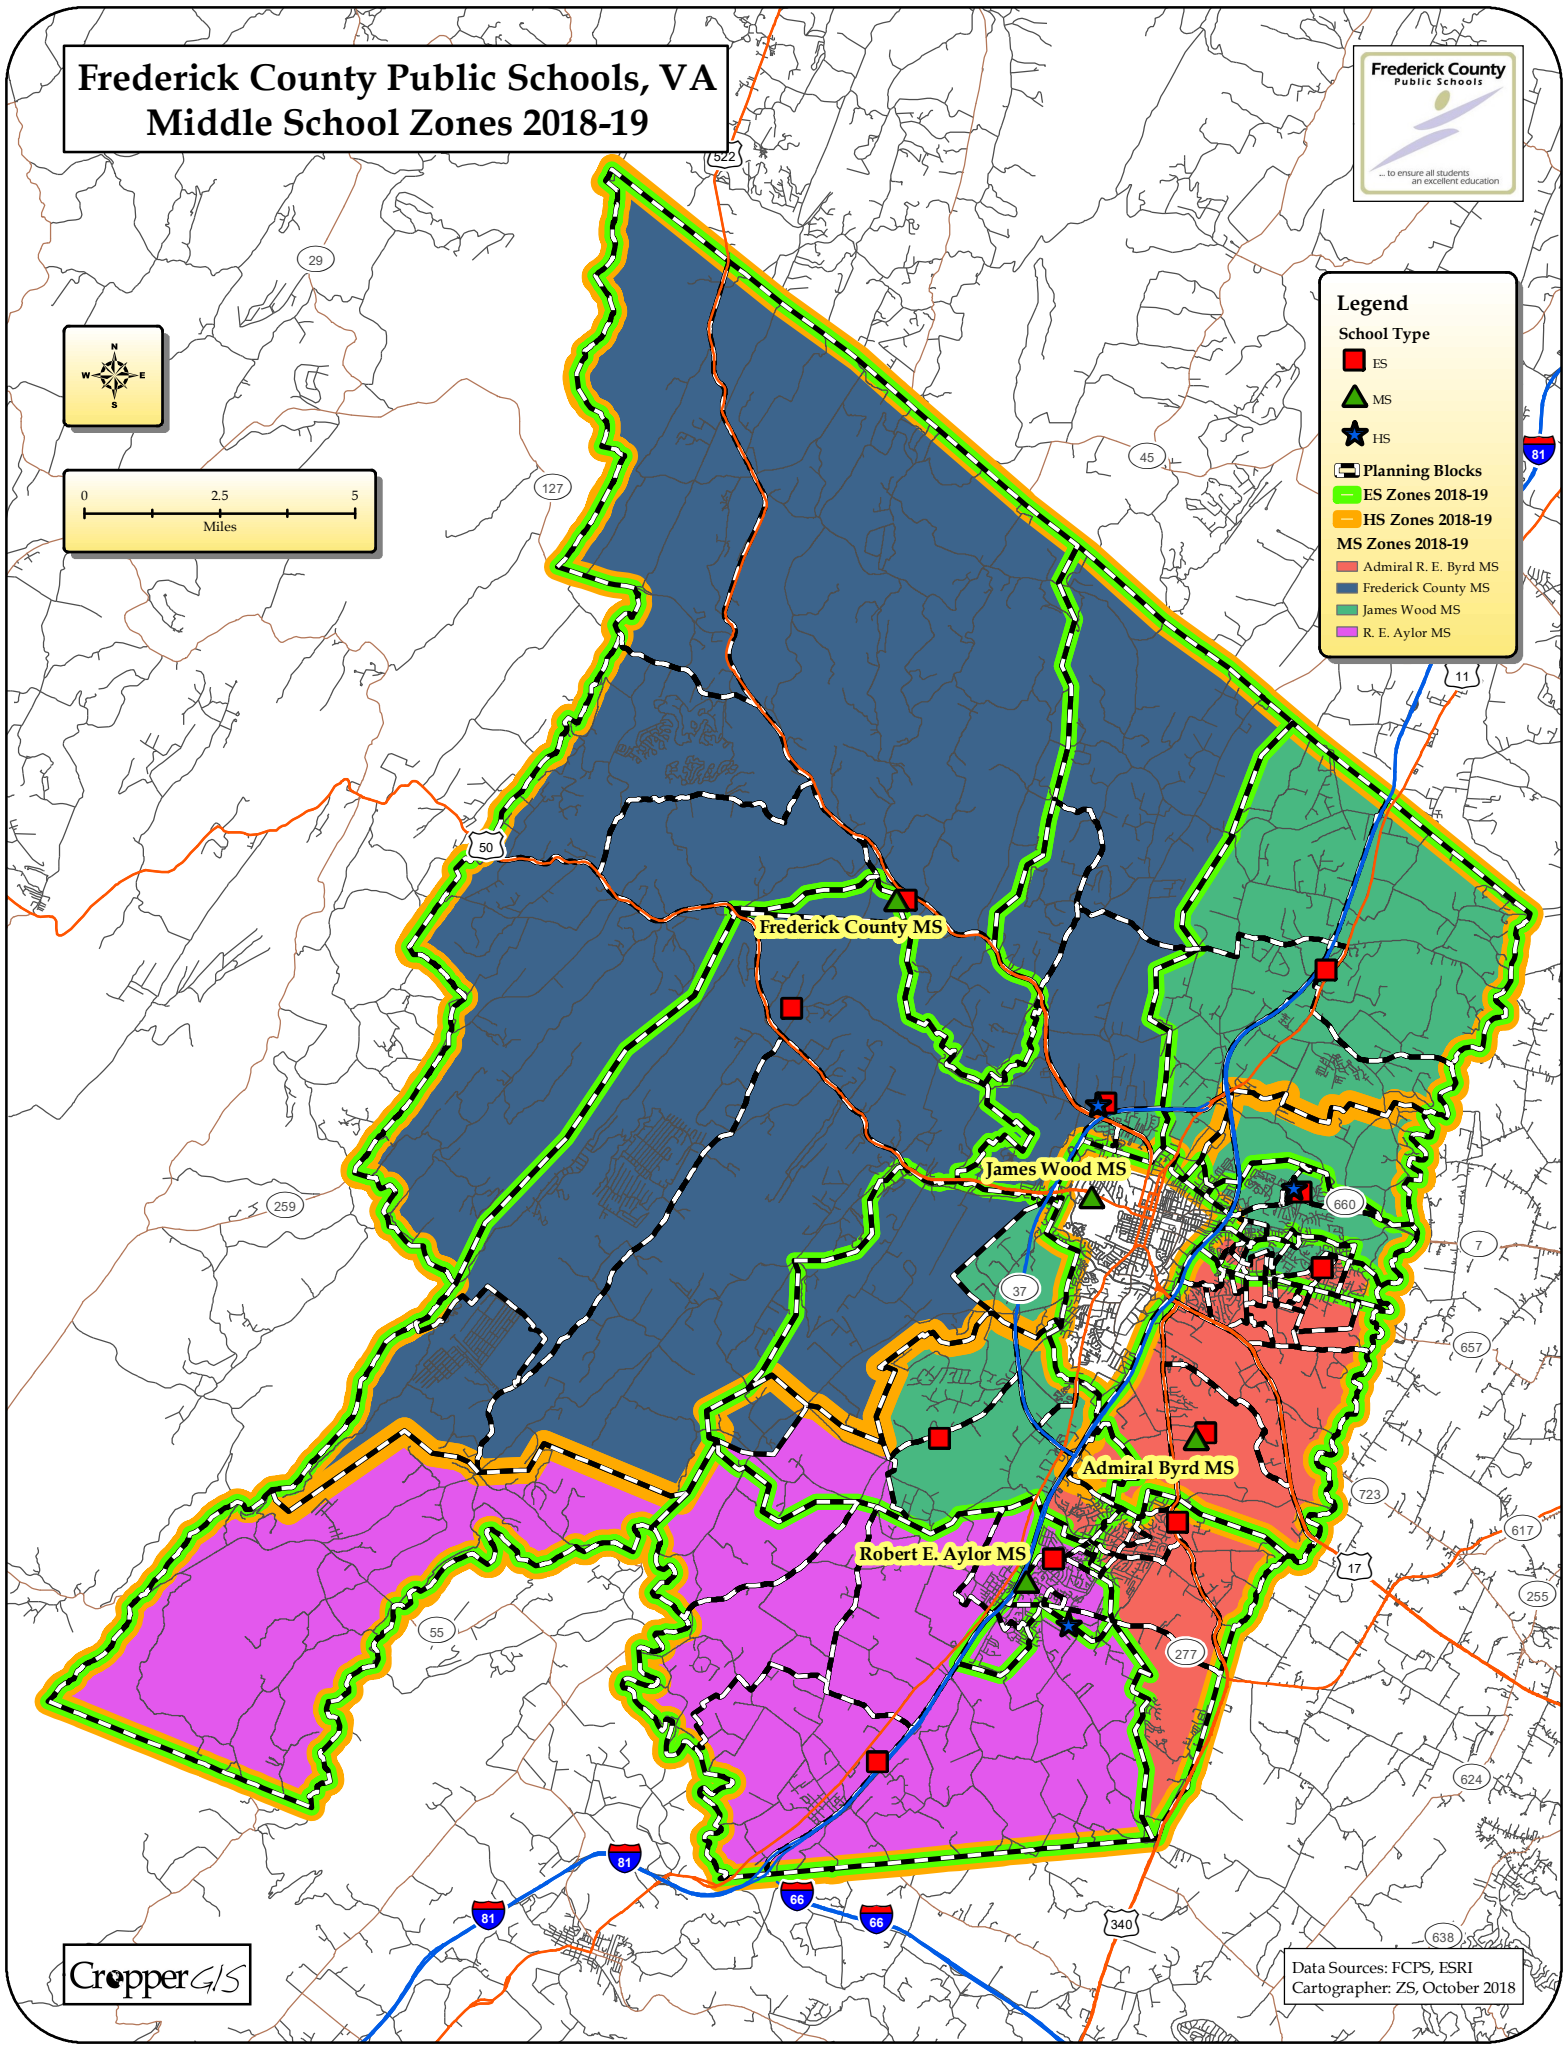 Frederick County Public Schools, VA
Middle School Zones 2018-19
Frederick County
Public Schools
... to ensure all students
an excellent education
522
29
N
W E
S
Legend
School Type
ES
MS
HS
Planning Blocks
ES Zones 2018-19
HS Zones 2018-19
MS Zones 2018-19
Admiral R. E. Byrd MS
Frederick County MS
James Wood MS
R. E. Aylor MS
45
81
127
0 2.5 5
Miles
11
50
Frederick County MS
James Wood MS
660
259
7
37
657
Admiral Byrd MS
723
617
Robert E. Aylor MS
17
255
55
277
624
81
66
81
66
340
638
CropperGIS
Data Sources: FCPS, ESRI
Cartographer: ZS, October 2018